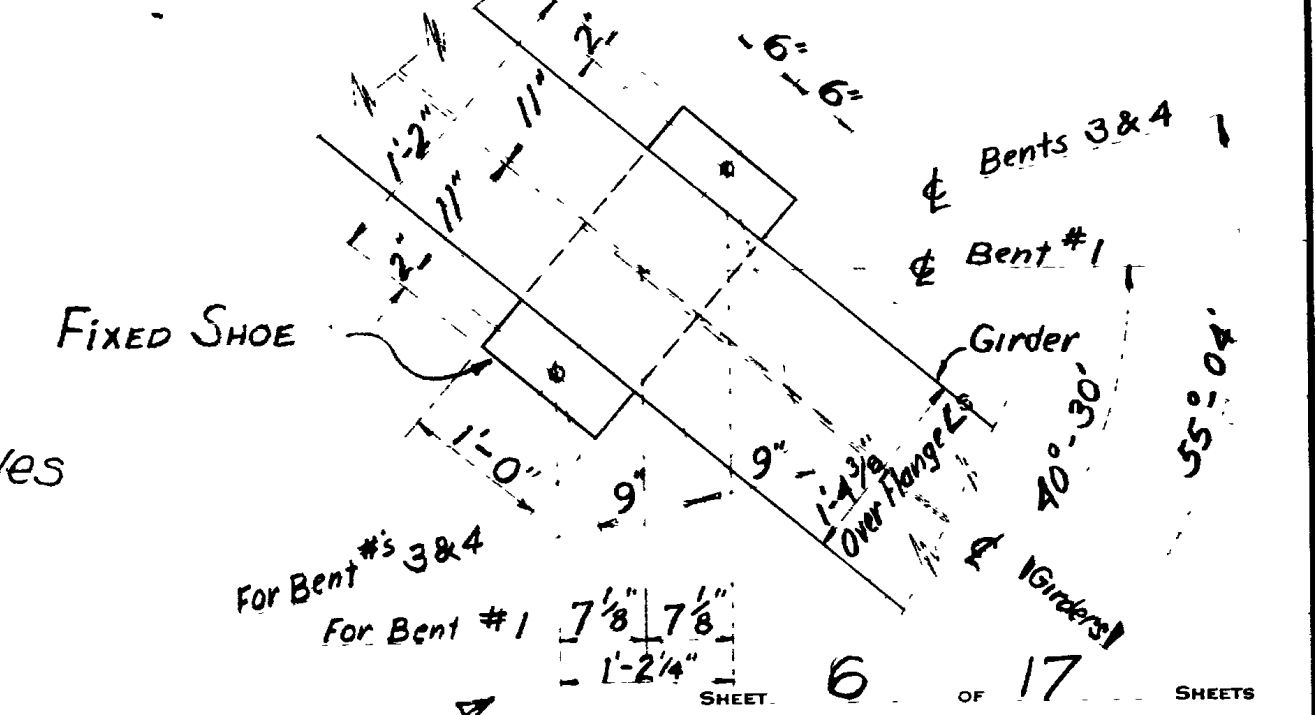 2"
6"
6"
11"
1'-2"
11"
2"
℄ Bents 3 & 4
℄ Bent #1
FIXED SHOE
Girder
40°-30'
55°-04'
1'-0"
9"
9"
1'-4 3/8"
Over Flange Ls
℄ Girders
For Bent #'s 3 & 4
For Bent #1
7 1/8" 7 1/8"
1'-2 1/4"
SHEET 6 OF 17 SHEETS